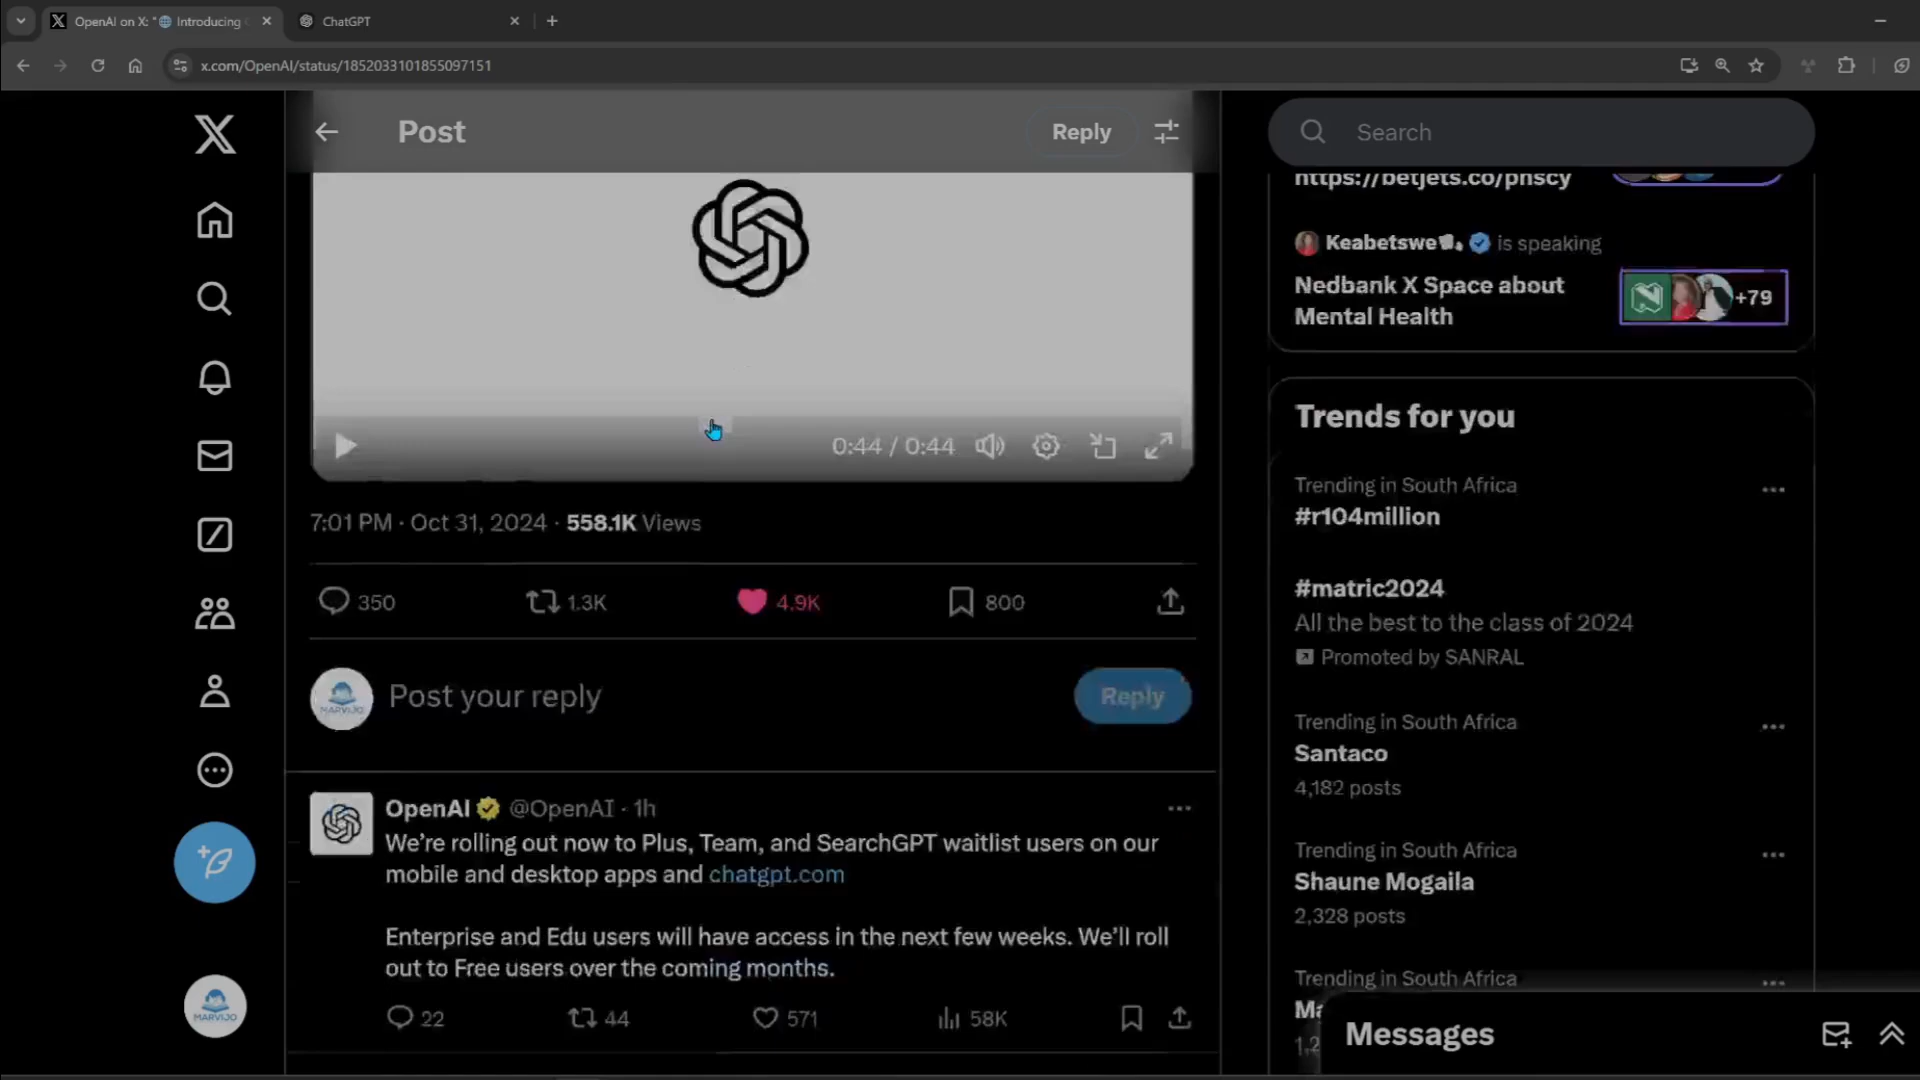 OpenAI on X: "🌐 Introducing
ChatGPT
x.com/OpenAI/status/1852033101855097151
Post
Reply
Search
https://betjets.co/phscy
Keabetswe is speaking
Nedbank X Space about
Mental Health
+79
0:44 / 0:44
7:01 PM · Oct 31, 2024 · 558.1K Views
350
1.3K
4.9K
800
MARVIJO
Post your reply
Reply
OpenAI @OpenAI · 1h
We're rolling out now to Plus, Team, and SearchGPT waitlist users on our
mobile and desktop apps and chatgpt.com
Enterprise and Edu users will have access in the next few weeks. We'll roll
out to Free users over the coming months.
22
44
571
58K
MARVIJO
Trends for you
Trending in South Africa
#r104million
#matric2024
All the best to the class of 2024
Promoted by SANRAL
Trending in South Africa
Santaco
4,182 posts
Trending in South Africa
Shaune Mogaila
2,328 posts
Trending in South Africa
Messages